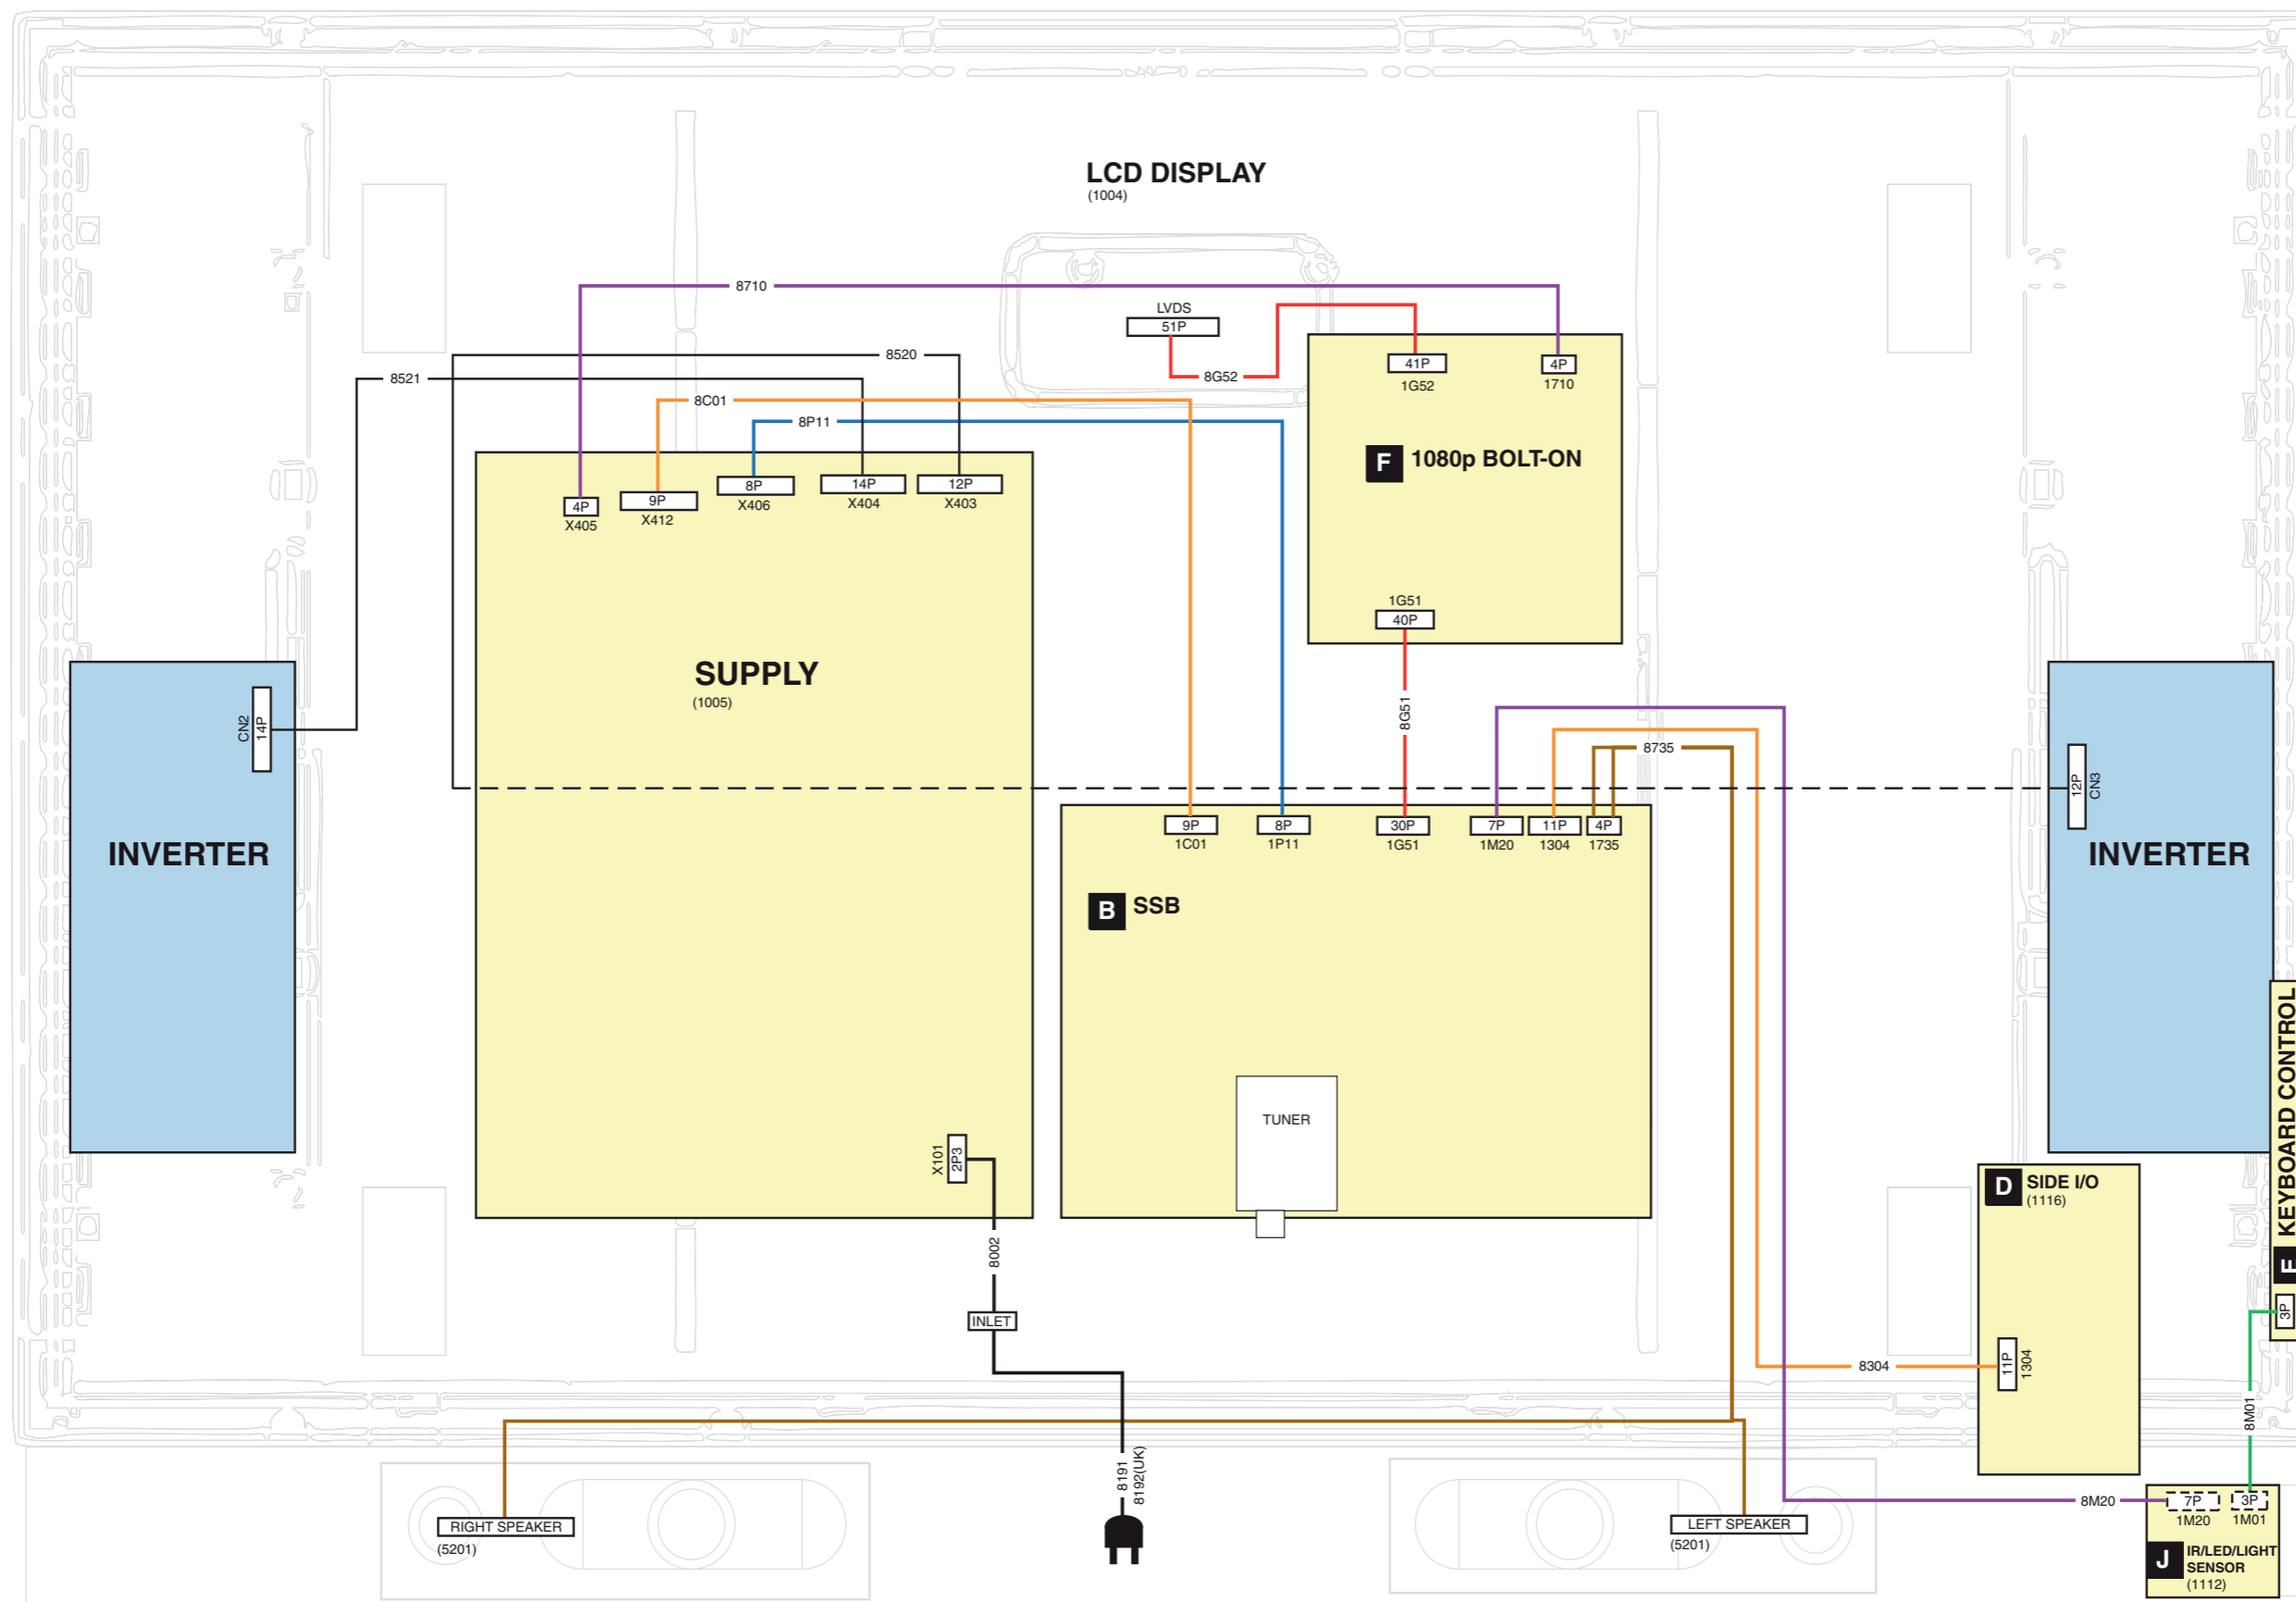 LCD DISPLAY
(1004)
8710
LVDS
51P
8G52
8520
8521
8C01
8P11
41P
1G52
4P
1710
F 1080p BOLT-ON
1G51
40P
4P
X405
9P
X412
8P
X406
14P
X404
12P
X403
SUPPLY
(1005)
CN2
14P
INVERTER
8G51
8735
12P
CN3
INVERTER
9P
1C01
8P
1P11
30P
1G51
7P
1M20
11P
1304
4P
1735
B SSB
TUNER
X101
2P3
8002
INLET
8191
8192(UK)
D SIDE I/O
(1116)
11P
1304
8304
KEYBOARD CONTROL
3P
8M01
8M20
7P
1M20
3P
1M01
J IR/LED/LIGHT
SENSOR
(1112)
RIGHT SPEAKER
(5201)
LEFT SPEAKER
(5201)